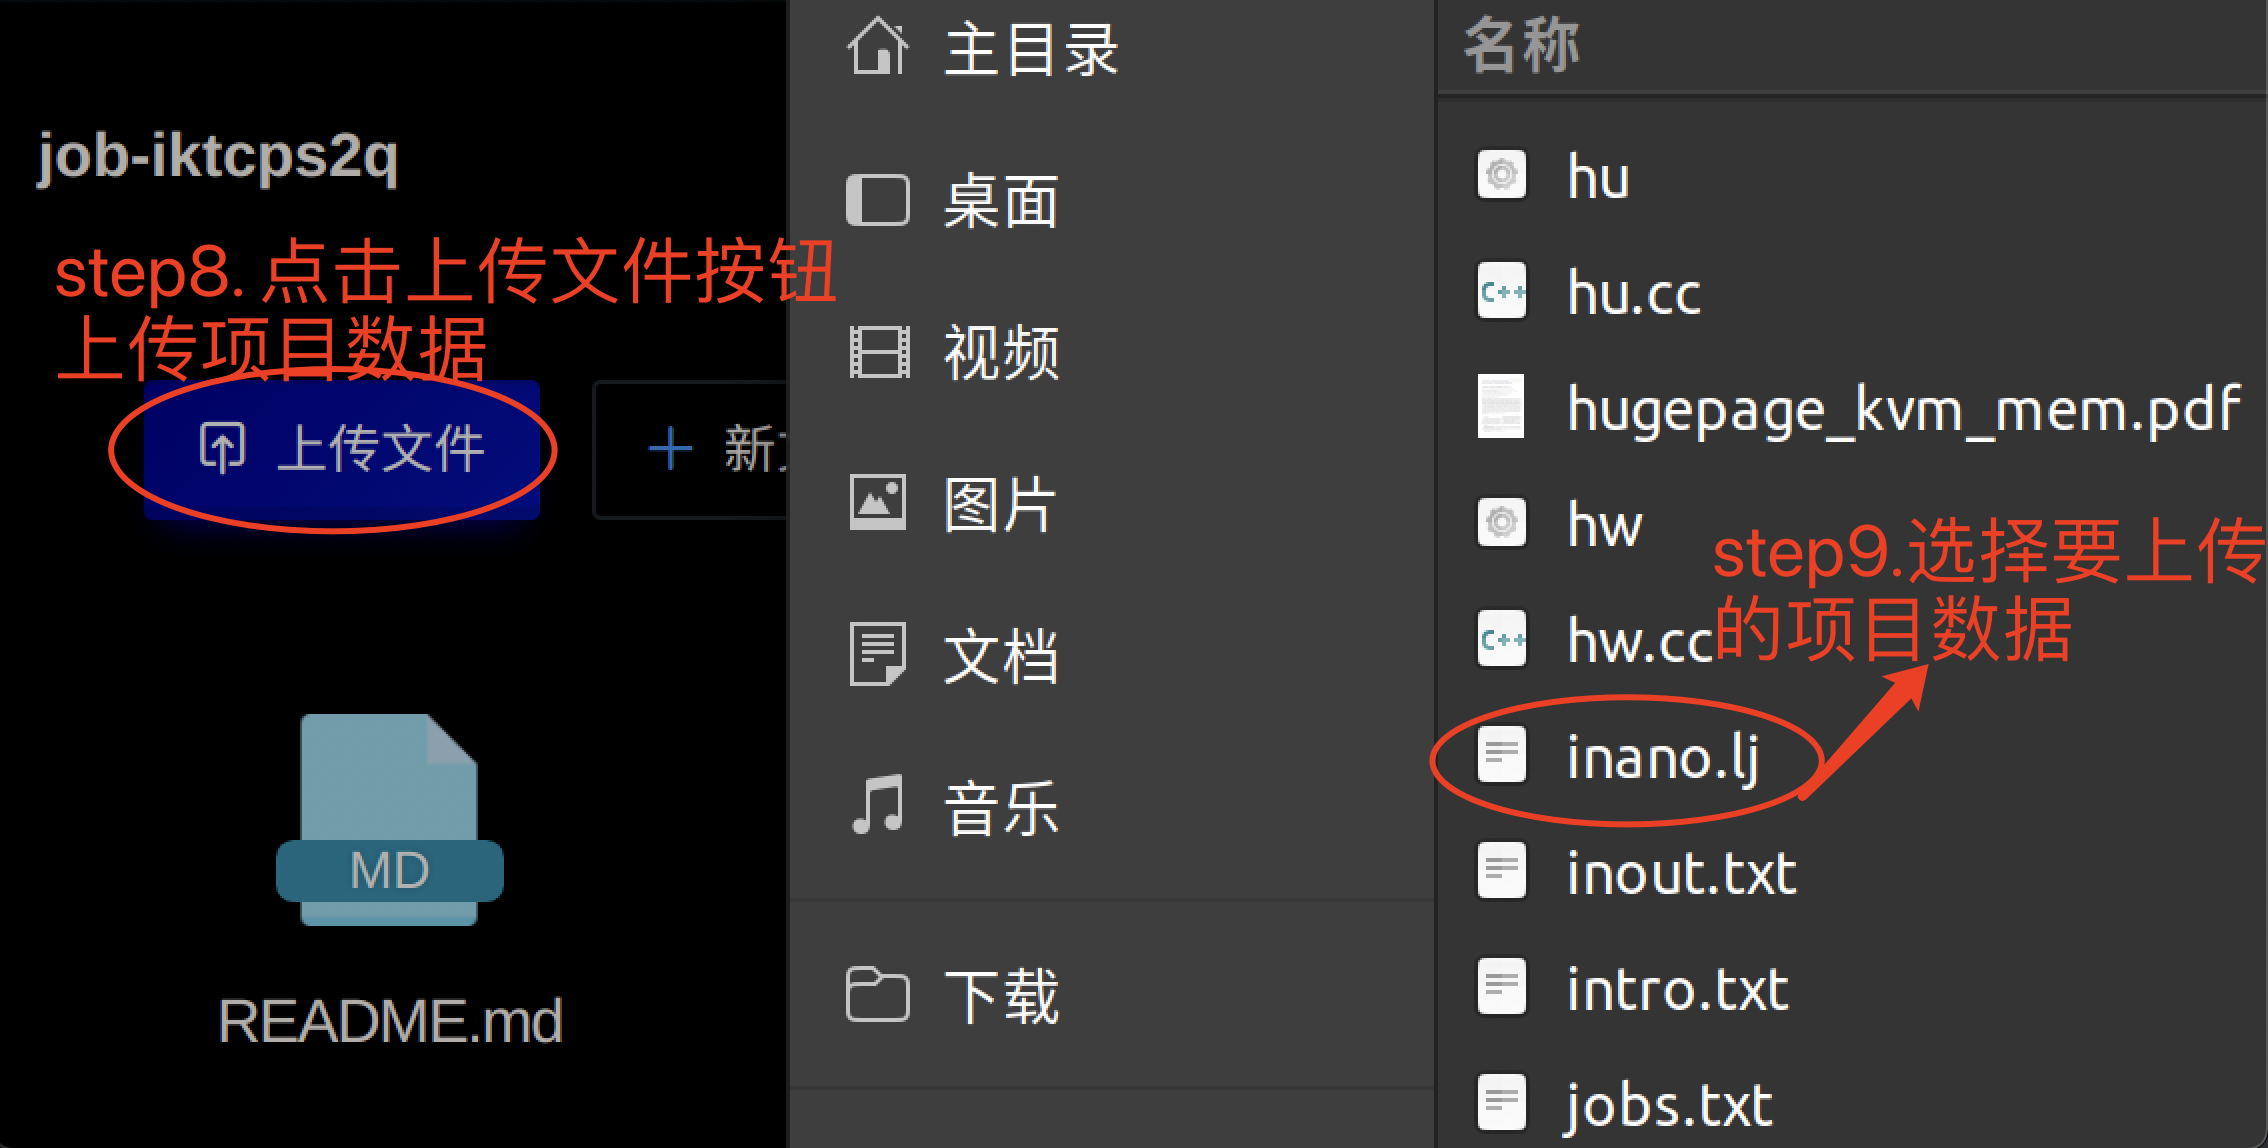 job-iktcps2q
step8. 点击上传文件按钮
上传项目数据
上传文件
新
MD
README.md
主目录
桌面
视频
图片
文档
音乐
下载
名称
hu
C++
hu.cc
hugepage_kvm_mem.pdf
hw
C++
hw.cc
step9.选择要上传
的项目数据
inano.lj
inout.txt
intro.txt
jobs.txt